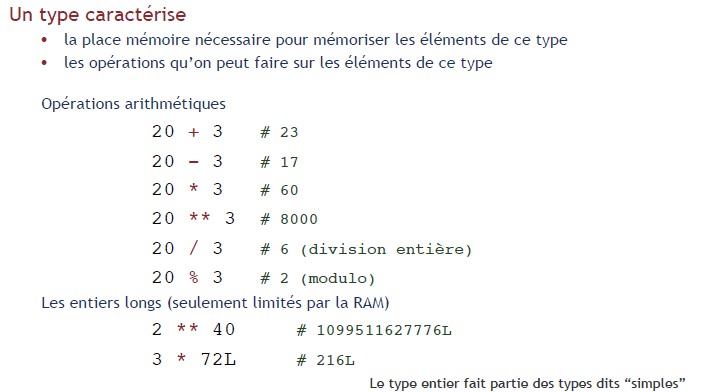 Un type caractérise
• la place mémoire nécessaire pour mémoriser les éléments de ce type
• les opérations qu'on peut faire sur les éléments de ce type
Opérations arithmétiques
20 + 3 # 23
20 – 3 # 17
20 * 3 # 60
20 ** 3 # 8000
20 / 3 # 6 (division entière)
20 % 3 # 2 (modulo)
Les entiers longs (seulement limités par la RAM)
2 ** 40 # 1099511627776L
3 * 72L # 216L
Le type entier fait partie des types dits “simples”